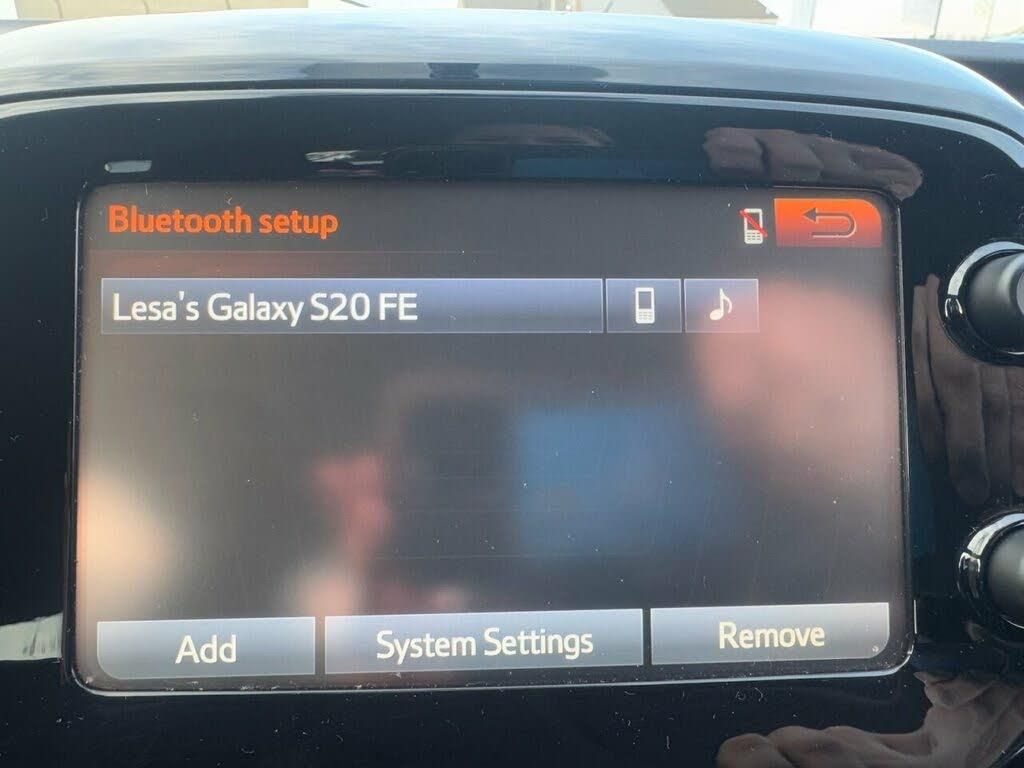 Bluetooth setup
Lesa's Galaxy S20 FE
Add
System Settings
Remove